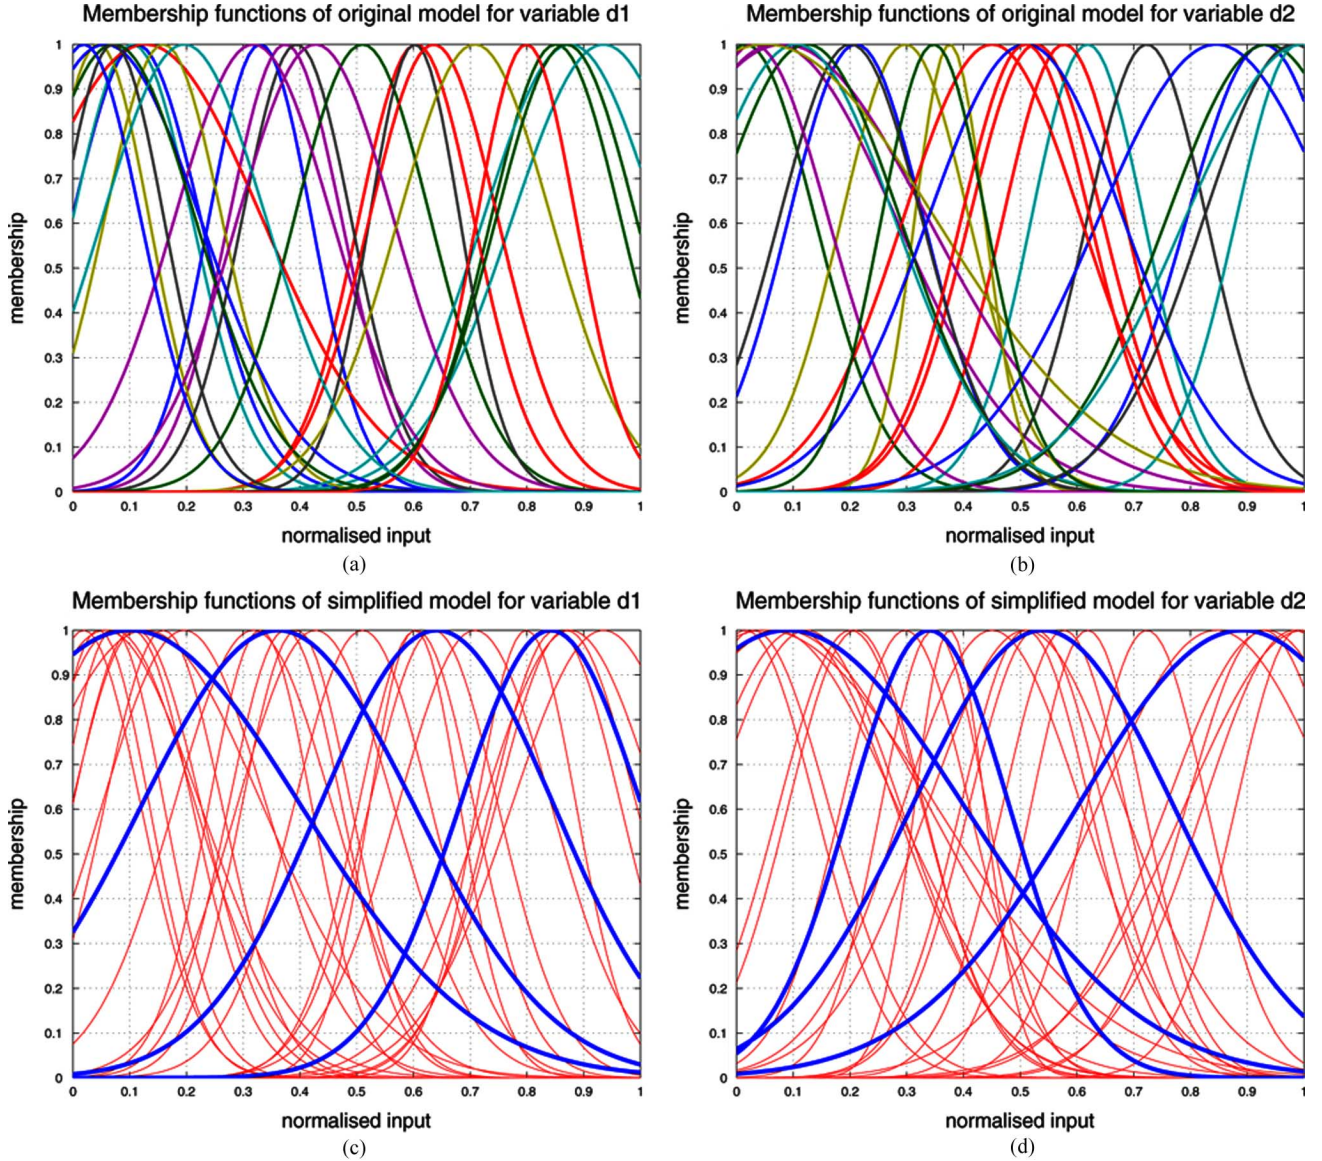 Membership functions of original model for variable d1
membership
1
0.9
0.8
0.7
0.6
0.5
0.4
0.3
0.2
0.1
0
0 0.1 0.2 0.3 0.4 0.5 0.6 0.7 0.8 0.9 1
normalised input
(a)
Membership functions of original model for variable d2
membership
1
0.9
0.8
0.7
0.6
0.5
0.4
0.3
0.2
0.1
0
0 0.1 0.2 0.3 0.4 0.5 0.6 0.7 0.8 0.9 1
normalised input
(b)
Membership functions of simplified model for variable d1
membership
1
0.9
0.8
0.7
0.6
0.5
0.4
0.3
0.2
0.1
0
0 0.1 0.2 0.3 0.4 0.5 0.6 0.7 0.8 0.9 1
normalised input
(c)
Membership functions of simplified model for variable d2
membership
1
0.9
0.8
0.7
0.6
0.5
0.4
0.3
0.2
0.1
0
0 0.1 0.2 0.3 0.4 0.5 0.6 0.7 0.8 0.9 1
normalised input
(d)